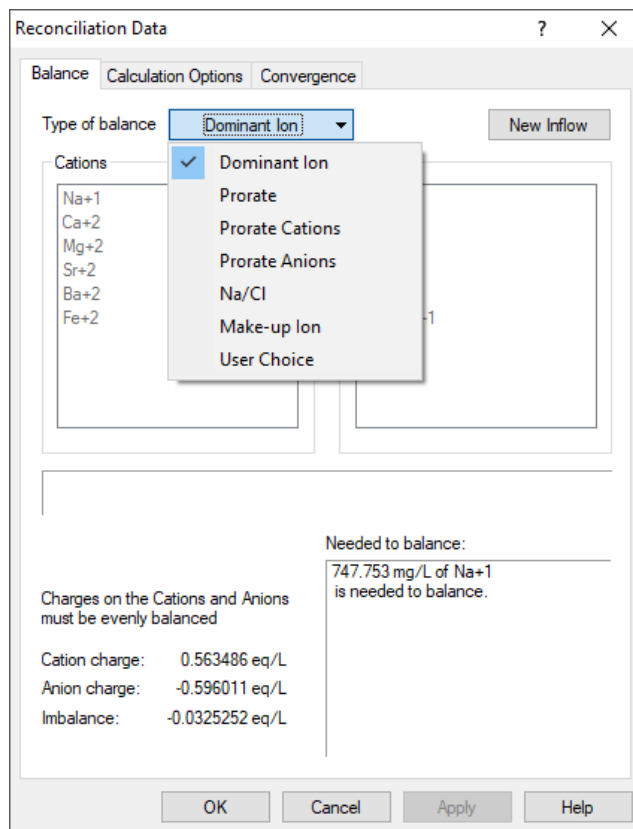 Reconciliation Data
?
Balance
Calculation Options
Convergence
Type of balance
Dominant Ion
New Inflow
Cations
Na+1
Ca+2
Mg+2
Sr+2
Ba+2
Fe+2
Dominant Ion
Prorate
Prorate Cations
Prorate Anions
Na/Cl
Make-up Ion
User Choice
-1
Needed to balance:
747.753 mg/L of Na+1
is needed to balance.
Charges on the Cations and Anions
must be evenly balanced
Cation charge: 0.563486 eq/L
Anion charge: -0.596011 eq/L
Imbalance: -0.0325252 eq/L
OK
Cancel
Apply
Help